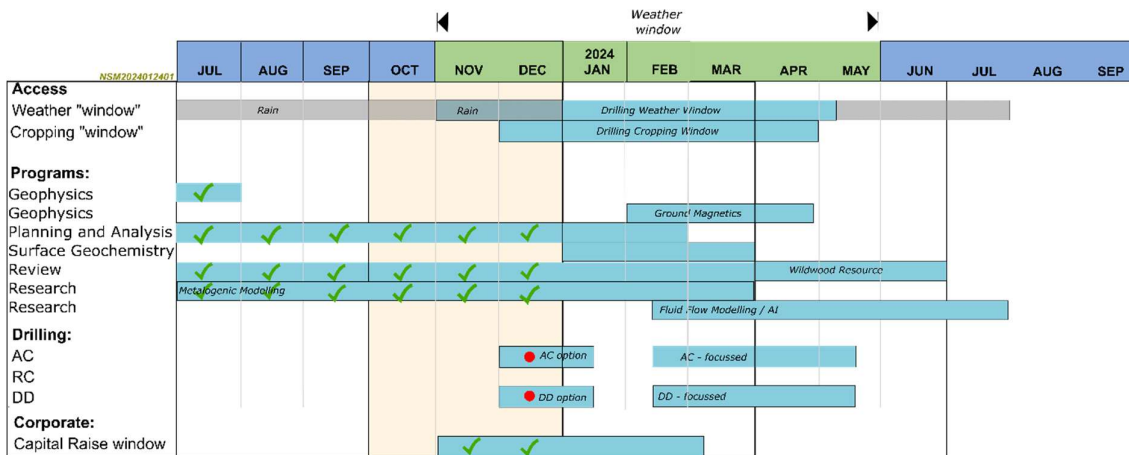 Weather
window
2024
JUL AUG SEP OCT NOV DEC JAN FEB MAR APR MAY JUN JUL AUG SEP
NSM2024012401
Access
Weather "window" Rain Rain Drilling Weather Window
Cropping "window" Drilling Cropping Window
Programs:
Geophysics
Geophysics Ground Magnetics
Planning and Analysis
Surface Geochemistry
Review Wildwood Resource
Research Metalogenic Modelling
Research Fluid Flow Modelling / AI
Drilling:
AC AC option AC - focussed
RC
DD DD option DD - focussed
Corporate:
Capital Raise window